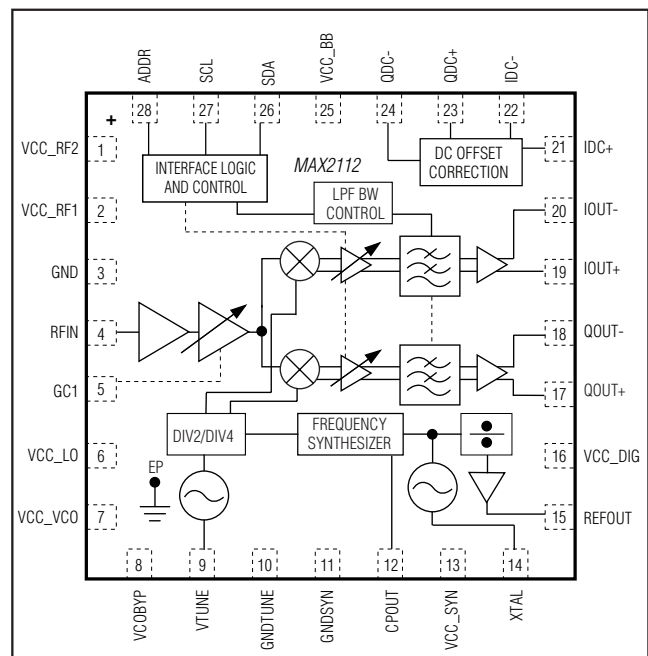 ADDR
SCL
SDA
VCC_BB
QDC-
QDC+
IDC-
28
27
26
25
24
23
22
+
VCC_RF2
1
VCC_RF1
2
GND
3
RFIN
4
GC1
5
VCC_LO
6
VCC_VCO
7
INTERFACE LOGIC
AND CONTROL
MAX2112
LPF BW
CONTROL
DC OFFSET
CORRECTION
21
IDC+
20
IOUT-
19
IOUT+
18
QOUT-
17
QOUT+
16
VCC_DIG
15
REFOUT
DIV2/DIV4
FREQUENCY
SYNTHESIZER
EP
8
9
10
11
12
13
14
VCOBYP
VTUNE
GNDTUNE
GNDSYN
CPOUT
VCC_SYN
XTAL